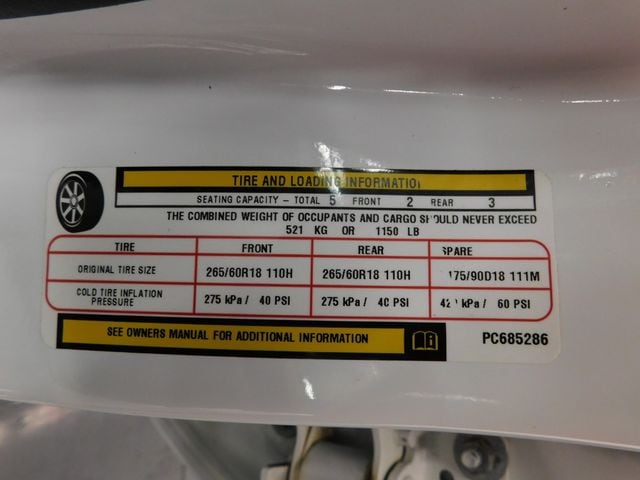 TIRE AND LOADING INFORMATION
SEATING CAPACITY - TOTAL 5 FRONT 2 REAR 3
THE COMBINED WEIGHT OF OCCUPANTS AND CARGO SHOULD NEVER EXCEED
521 KG OR 1150 LB
TIRE FRONT REAR SPARE
ORIGINAL TIRE SIZE 265/60R18 110H 265/60R18 110H 175/90D18 111M
COLD TIRE INFLATION PRESSURE 275 kPa / 40 PSI 275 kPa / 40 PSI kPa / 60 PSI
SEE OWNERS MANUAL FOR ADDITIONAL INFORMATION
PC685286